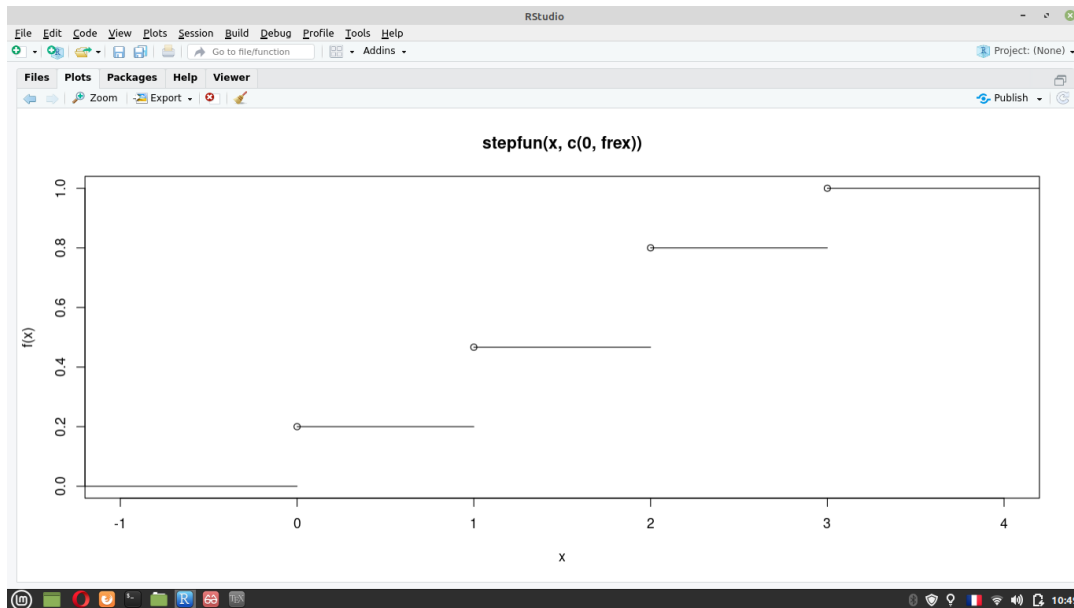 RStudio
File Edit Code View Plots Session Build Debug Profile Tools Help
Go to file/function Addins Project: (None)
Files Plots Packages Help Viewer
Zoom Export Publish
stepfun(x, c(0, frex))
1.0
0.8
0.6
0.4
0.2
0.0
f(x)
-1 0 1 2 3 4
x
lm R TEX